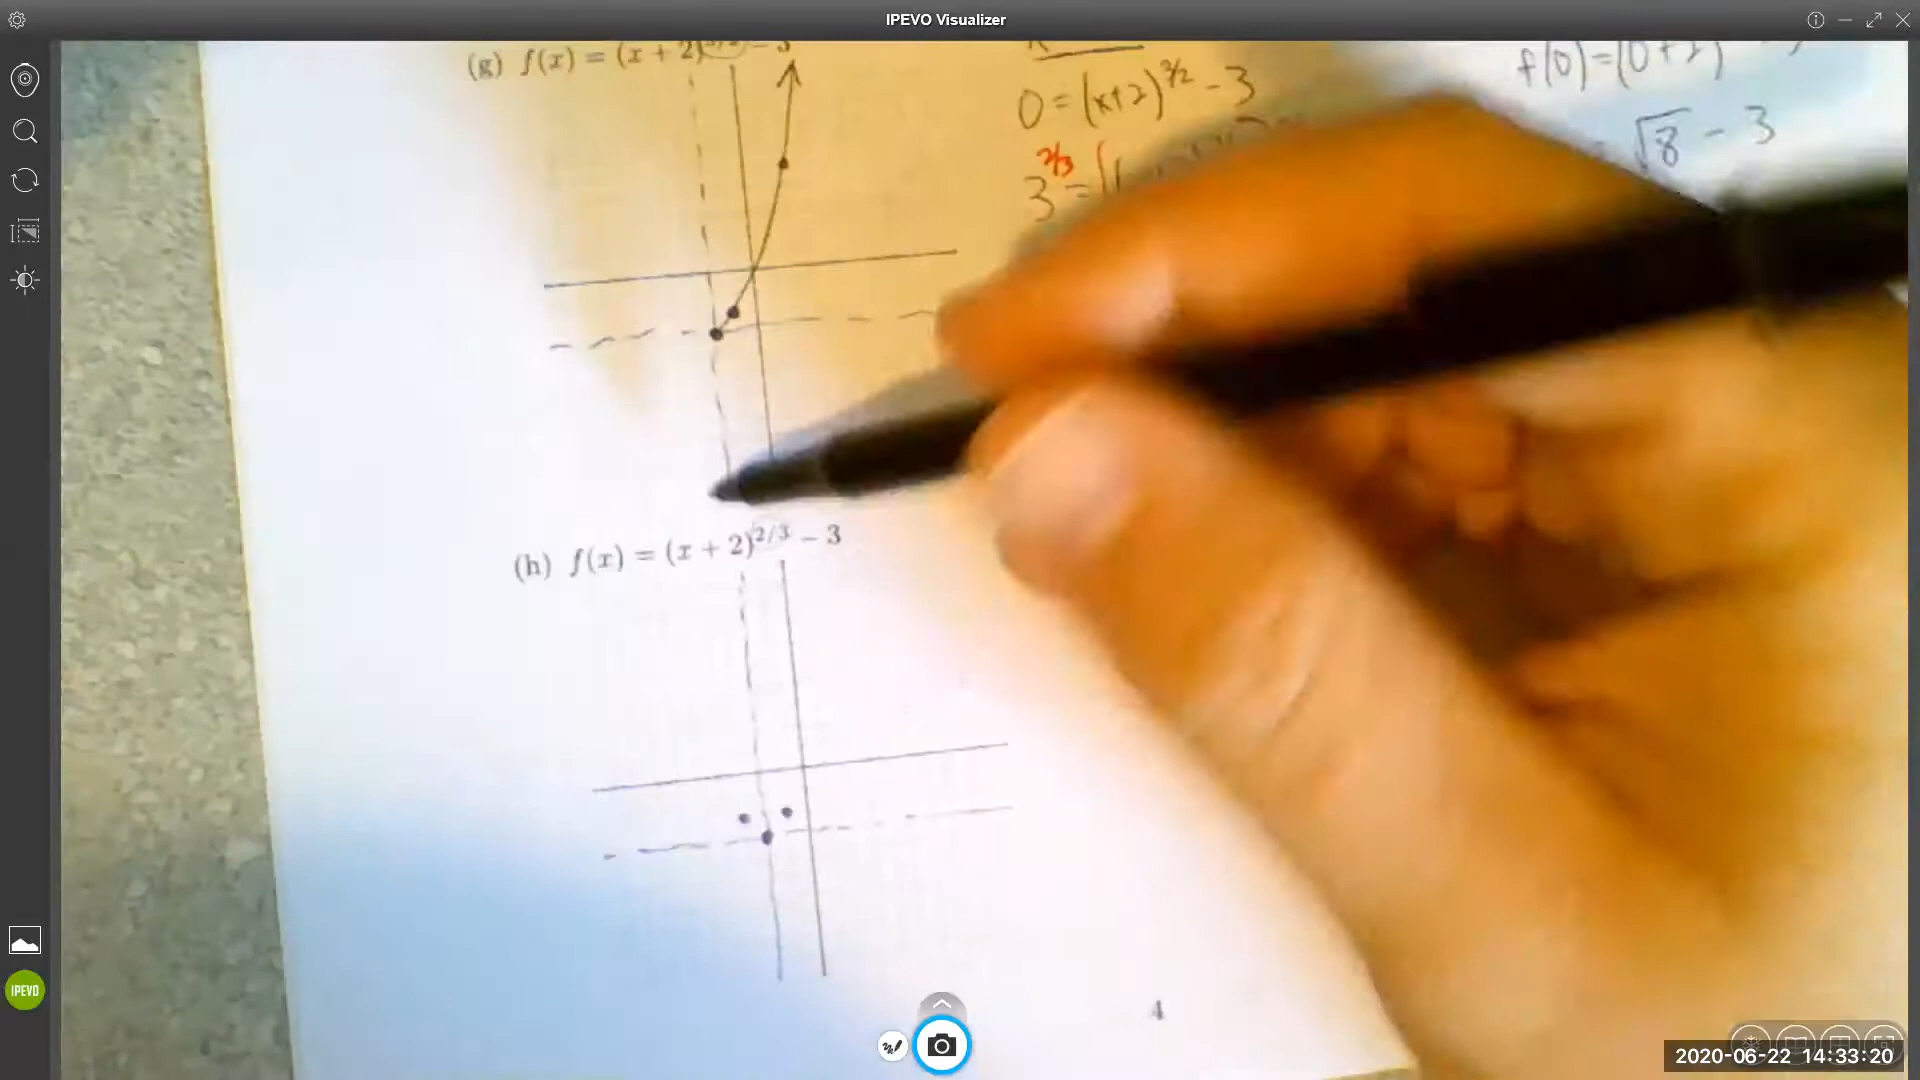 IPEVO Visualizer
(g) f(x) = (x + 2) - 3
0 = (x+2)^{3/2} - 3
3^{2/3} =
f(0) = (0+2)
√8 - 3
(h) f(x) = (x + 2)^{2/3} - 3
4
IPEVO
2020-06-22 14:33:20